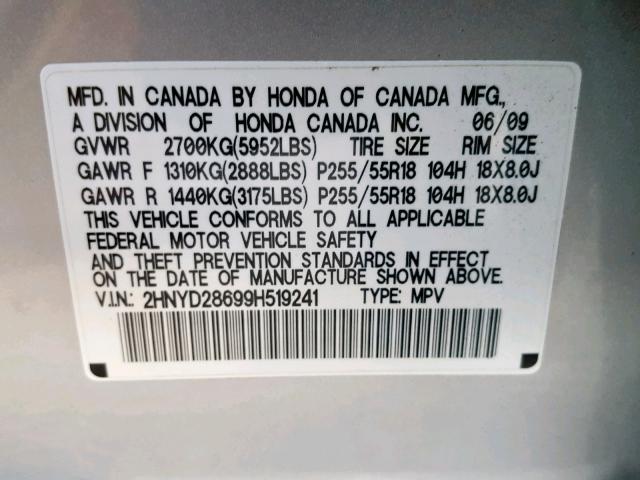 MFD. IN CANADA BY HONDA OF CANADA MFG.,
A DIVISION OF HONDA CANADA INC. 06/09
GVWR 2700KG(5952LBS) TIRE SIZE RIM SIZE
GAWR F 1310KG(2888LBS) P255/55R18 104H 18X8.0J
GAWR R 1440KG(3175LBS) P255/55R18 104H 18X8.0J
THIS VEHICLE CONFORMS TO ALL APPLICABLE
FEDERAL MOTOR VEHICLE SAFETY
AND THEFT PREVENTION STANDARDS IN EFFECT
ON THE DATE OF MANUFACTURE SHOWN ABOVE.
V.I.N.: 2HNYD28699H519241 TYPE: MPV